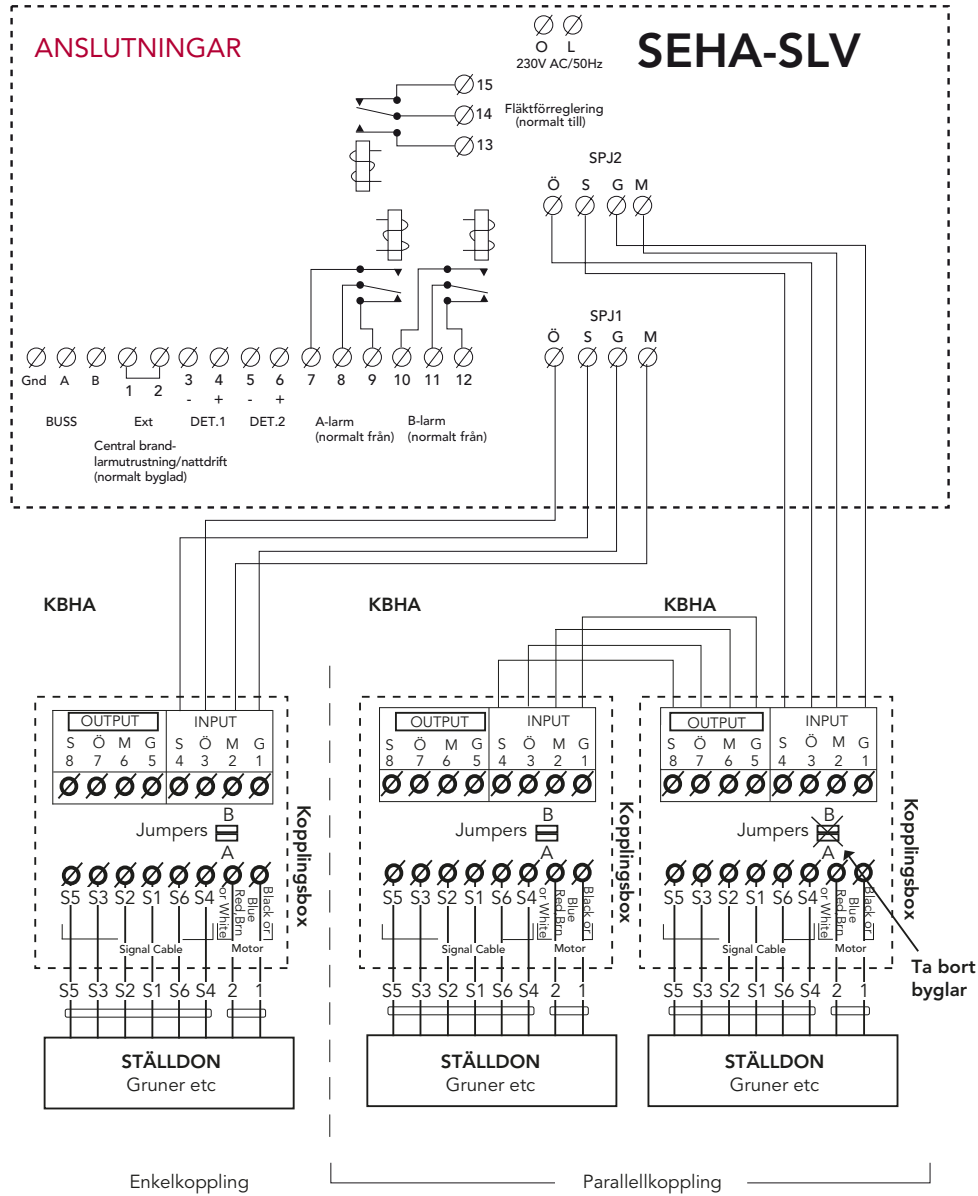 ANSLUTNINGAR
SEHA-SLV
O L
230V AC/50Hz
15
14 Fläktförregling
(normalt till)
13
SPJ2
Ö S G M
SPJ1
Ö S G M
Gnd A B 1 2 3 4 5 6 7 8 9 10 11 12
- + - +
BUSS Ext DET.1 DET.2 A-larm B-larm
(normalt från) (normalt från)
Central brand-
larmutrustning/nattdrift
(normalt byglad)
KBHA KBHA KBHA
OUTPUT INPUT
S Ö M G S Ö M G
8 7 6 5 4 3 2 1
B
Jumpers
A
Kopplingsbox
S5 S3 S2 S1 S6 S4
Red,Brn
or White
Black or
Blue
Signal Cable Motor
S5 S3 S2 S1 S6 S4 2 1
STÄLLDON
Gruner etc
OUTPUT INPUT
S Ö M G S Ö M G
8 7 6 5 4 3 2 1
B
Jumpers
A
Kopplingsbox
S5 S3 S2 S1 S6 S4
Red,Brn
or White
Black or
Blue
Signal Cable Motor
S5 S3 S2 S1 S6 S4 2 1
STÄLLDON
Gruner etc
OUTPUT INPUT
S Ö M G S Ö M G
8 7 6 5 4 3 2 1
B
Jumpers
A
Kopplingsbox
S5 S3 S2 S1 S6 S4
Red,Brn
or White
Black or
Blue
Signal Cable Motor
S5 S3 S2 S1 S6 S4 2 1
STÄLLDON
Gruner etc
Ta bort
byglar
Enkelkoppling
Parallellkoppling